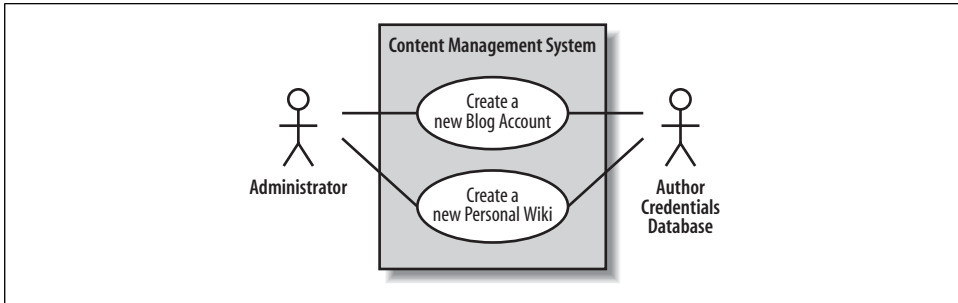 Content Management System
Create a
new Blog Account
Administrator
Create a
new Personal Wiki
Author
Credentials
Database